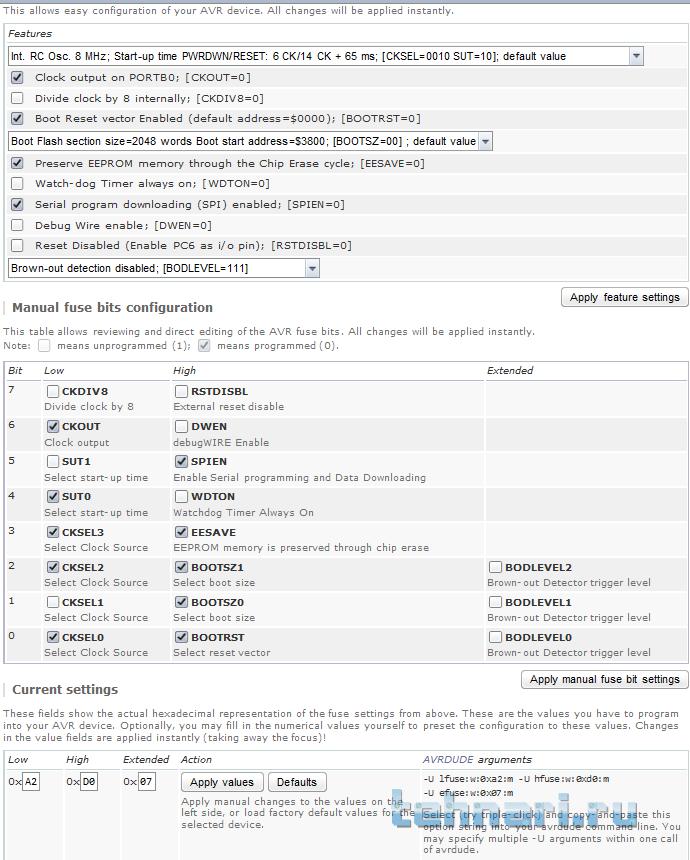 This allows easy configuration of your AVR device. All changes will be applied instantly.
Features
Int. RC Osc. 8 MHz; Start-up time PWRDWN/RESET: 6 CK/14 CK + 65 ms; [CKSEL=0010 SUT=10]; default value
Clock output on PORTB0; [CKOUT=0]
Divide clock by 8 internally; [CKDIV8=0]
Boot Reset vector Enabled (default address=$0000); [BOOTRST=0]
Boot Flash section size=2048 words Boot start address=$3800; [BOOTSZ=00] ; default value
Preserve EEPROM memory through the Chip Erase cycle; [EESAVE=0]
Watch-dog Timer always on; [WDTON=0]
Serial program downloading (SPI) enabled; [SPIEN=0]
Debug Wire enable; [DWEN=0]
Reset Disabled (Enable PC6 as i/o pin); [RSTDISBL=0]
Brown-out detection disabled; [BODLEVEL=111]
Apply feature settings
Manual fuse bits configuration
This table allows reviewing and direct editing of the AVR fuse bits. All changes will be applied instantly.
Note: means unprogrammed (1); means programmed (0).
Bit Low High Extended
7 CKDIV8 RSTDISBL
Divide clock by 8 External reset disable
6 CKOUT DWEN
Clock output debugWIRE Enable
5 SUT1 SPIEN
Select start-up time Enable Serial programming and Data Downloading
4 SUT0 WDTON
Select start-up time Watchdog Timer Always On
3 CKSEL3 EESAVE
Select Clock Source EEPROM memory is preserved through chip erase
2 CKSEL2 BOOTSZ1 BODLEVEL2
Select Clock Source Select boot size Brown-out Detector trigger level
1 CKSEL1 BOOTSZ0 BODLEVEL1
Select Clock Source Select boot size Brown-out Detector trigger level
0 CKSEL0 BOOTRST BODLEVEL0
Select Clock Source Select reset vector Brown-out Detector trigger level
Apply manual fuse bit settings
Current settings
These fields show the actual hexadecimal representation of the fuse settings from above. These are the values you have to program
into your AVR device. Optionally, you may fill in the numerical values yourself to preset the configuration to these values. Changes
in the value fields are applied instantly (taking away the focus)!
Low High Extended Action AVRDUDE arguments
0x A2 0x D0 0x 07 Apply values Defaults
-U lfuse:w:0xa2:m -U hfuse:w:0xd0:m
-U efuse:w:0x07:m
Apply manual changes to the values on the
left side, or load factory default values for the
selected device.
Select (try triple-click) and copy-and-paste this
option string into your avrdude command line. You
may specify multiple -U arguments within one call
of avrdude.
tehnari.ru